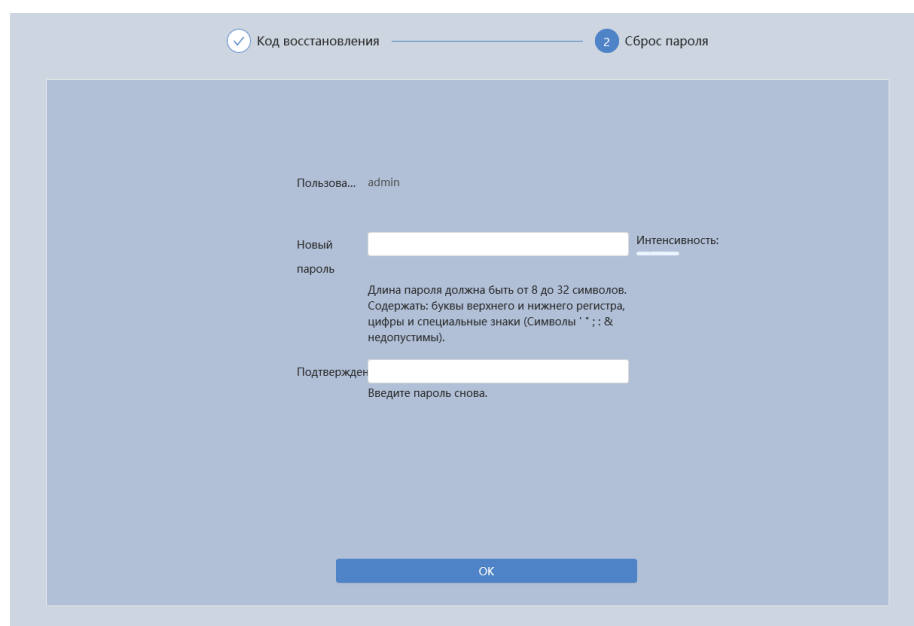 Код восстановления
2 Сброс пароля
Пользова... admin
Новый
пароль
Интенсивность:
Длина пароля должна быть от 8 до 32 символов.
Содержать: буквы верхнего и нижнего регистра,
цифры и специальные знаки (Символы ' " ; : &
недопустимы).
Подтвержден
Введите пароль снова.
OK